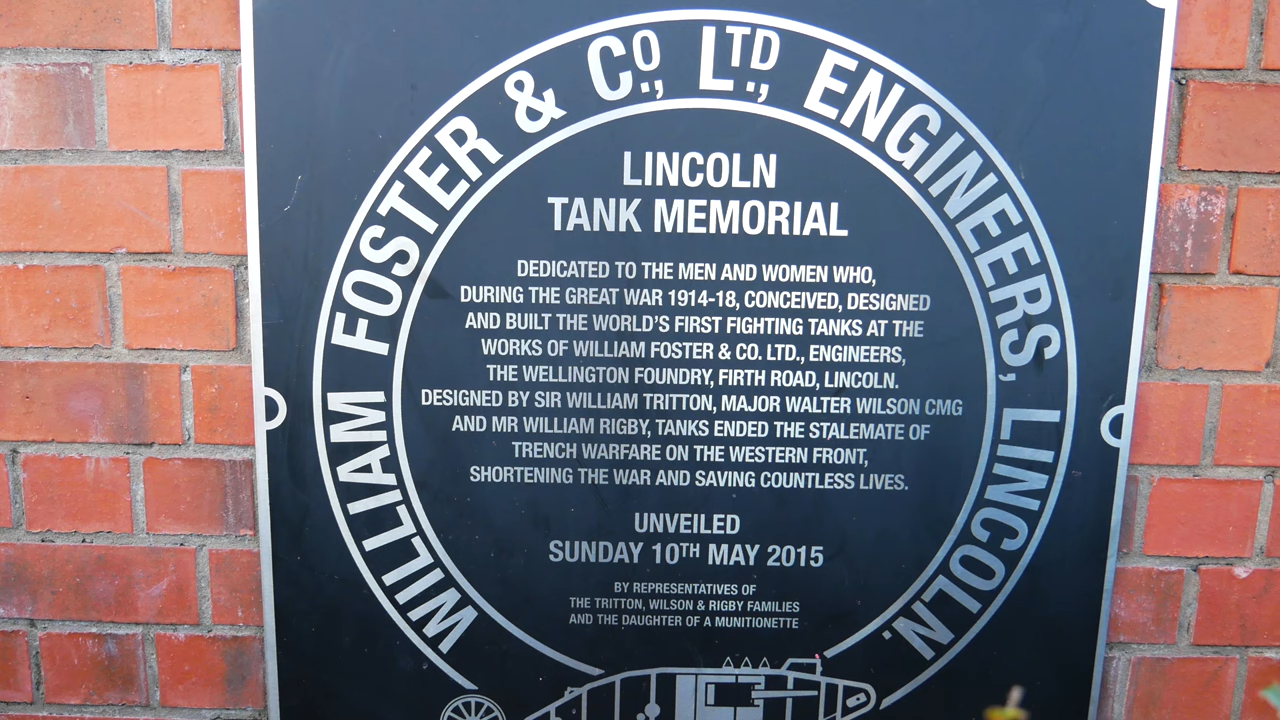 WILLIAM FOSTER & CO., LTD., ENGINEERS, LINCOLN.
LINCOLN
TANK MEMORIAL
DEDICATED TO THE MEN AND WOMEN WHO,
DURING THE GREAT WAR 1914-18, CONCEIVED, DESIGNED
AND BUILT THE WORLD'S FIRST FIGHTING TANKS AT THE
WORKS OF WILLIAM FOSTER & CO. LTD., ENGINEERS,
THE WELLINGTON FOUNDRY, FIRTH ROAD, LINCOLN.
DESIGNED BY SIR WILLIAM TRITTON, MAJOR WALTER WILSON CMG
AND MR WILLIAM RIGBY, TANKS ENDED THE STALEMATE OF
TRENCH WARFARE ON THE WESTERN FRONT,
SHORTENING THE WAR AND SAVING COUNTLESS LIVES.
UNVEILED
SUNDAY 10TH MAY 2015
BY REPRESENTATIVES OF
THE TRITTON, WILSON & RIGBY FAMILIES
AND THE DAUGHTER OF A MUNITIONETTE